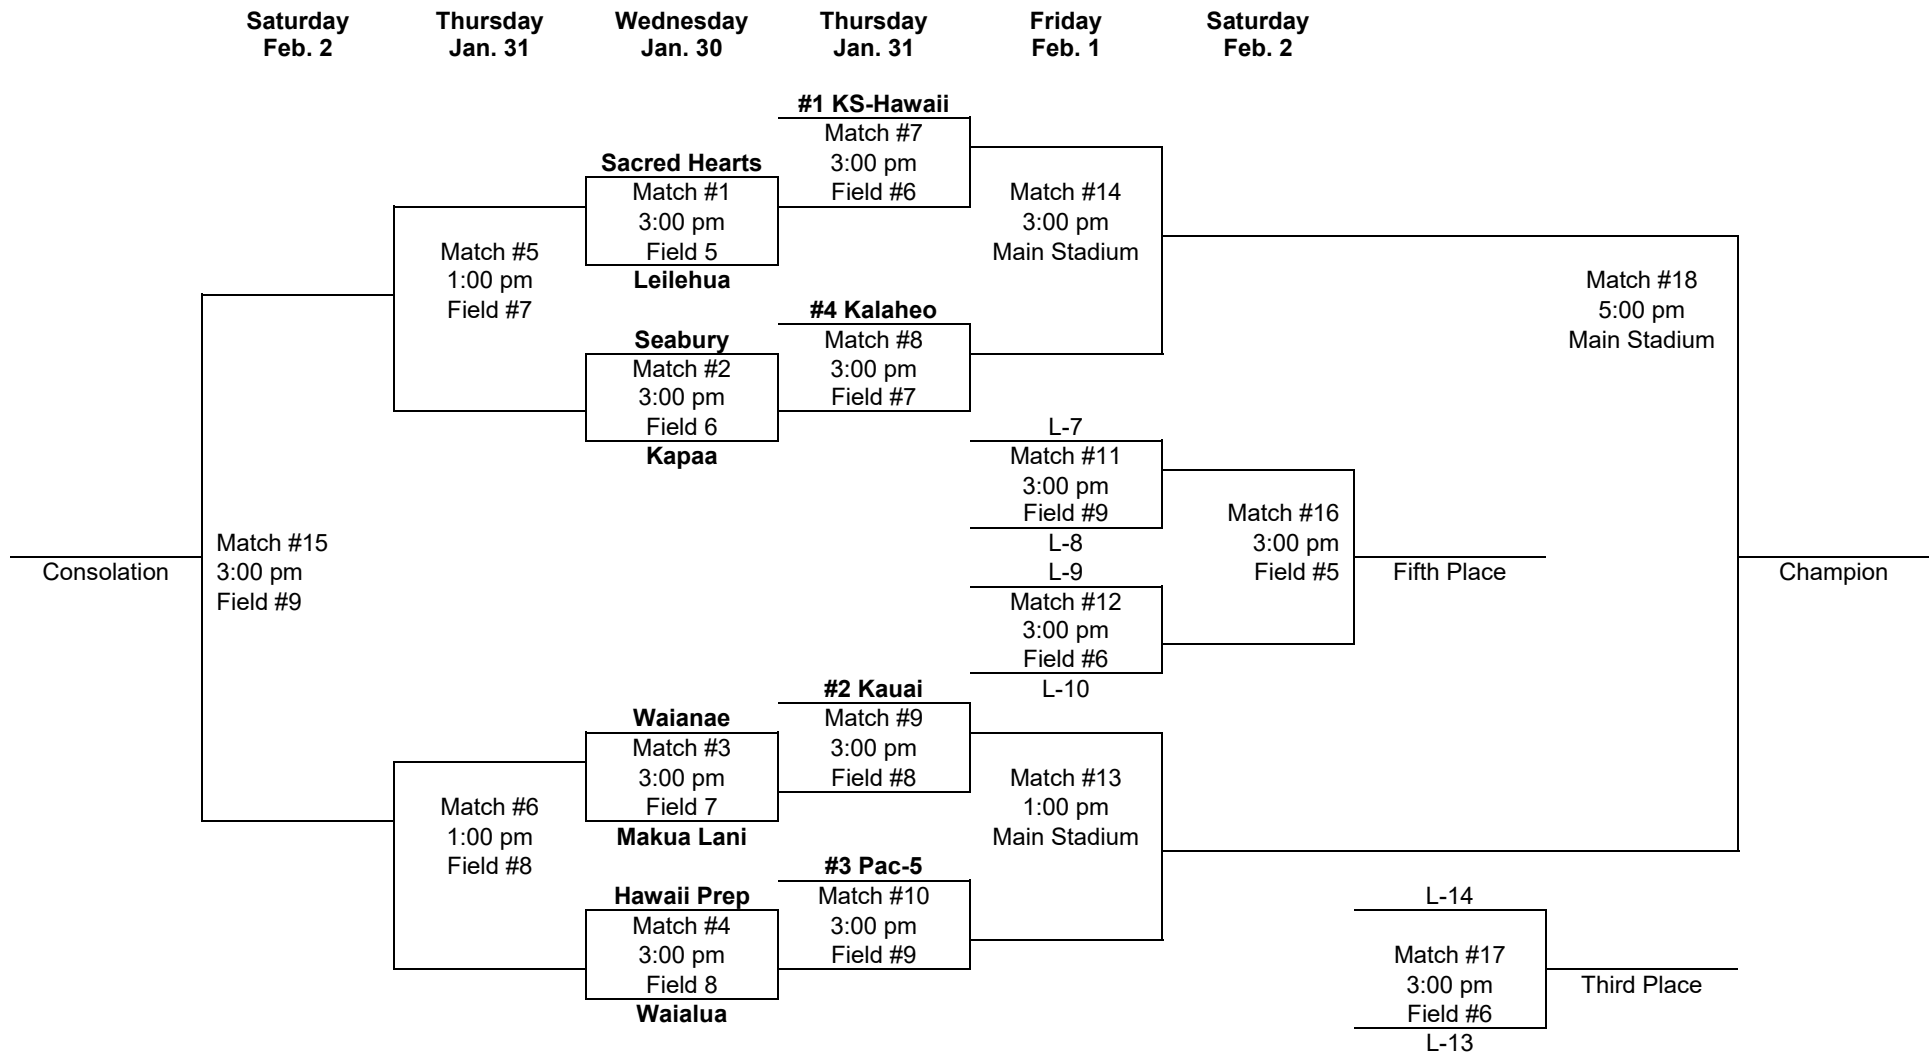 Saturday
Feb. 2
Thursday
Jan. 31
Wednesday
Jan. 30
Thursday
Jan. 31
Friday
Feb. 1
Saturday
Feb. 2
#1 KS-Hawaii
Match #7
3:00 pm
Field #6
Sacred Hearts
Match #1
3:00 pm
Field 5
Leilehua
Match #14
3:00 pm
Main Stadium
Match #5
1:00 pm
Field #7
Match #18
5:00 pm
Main Stadium
#4 Kalaheo
Match #8
3:00 pm
Field #7
Seabury
Match #2
3:00 pm
Field 6
Kapaa
L-7
Match #11
3:00 pm
Field #9
L-8
L-9
Match #12
3:00 pm
Field #6
L-10
Match #16
3:00 pm
Field #5
Fifth Place
Match #15
3:00 pm
Field #9
Consolation
Champion
#2 Kauai
Match #9
3:00 pm
Field #8
Waianae
Match #3
3:00 pm
Field 7
Makua Lani
Match #13
1:00 pm
Main Stadium
Match #6
1:00 pm
Field #8
#3 Pac-5
Match #10
3:00 pm
Field #9
Hawaii Prep
Match #4
3:00 pm
Field 8
Waialua
L-14
Match #17
3:00 pm
Field #6
L-13
Third Place